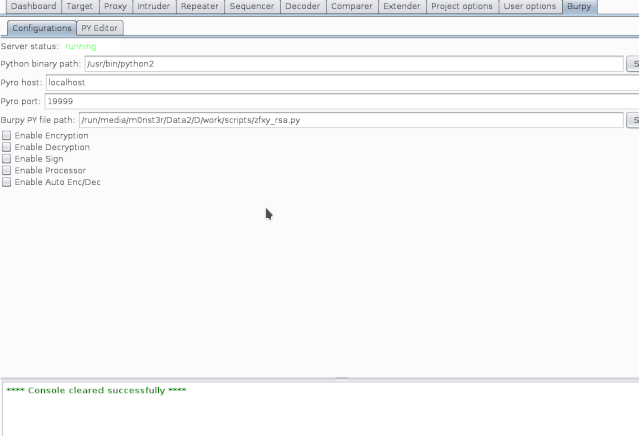 Dashboard Target Proxy Intruder Repeater Sequencer Decoder Comparer Extender Project options User options Burpy
Configurations PY Editor
Server status: running
Python binary path: /usr/bin/python2 S
Pyro host: localhost
Pyro port: 19999
Burpy PY file path: /run/media/m0nst3r/Data2/D/work/scripts/zfxy_rsa.py S
Enable Encryption
Enable Decryption
Enable Sign
Enable Processor
Enable Auto Enc/Dec
**** Console cleared successfully ****